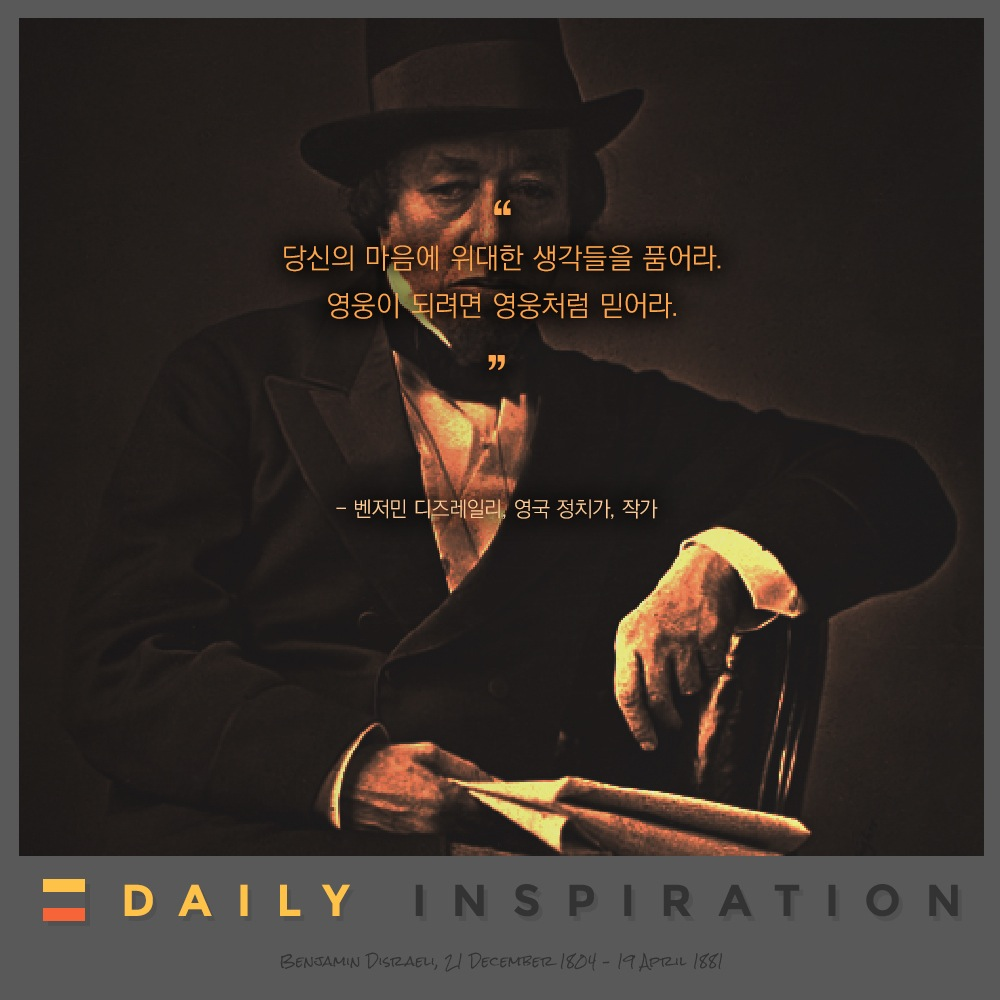 “
당신의 마음에 위대한 생각들을 품어라.
영웅이 되려면 영웅처럼 믿어라.
”
– 벤저민 디즈레일리, 영국 정치가, 작가
DAILY INSPIRATION
Benjamin Disraeli, 21 December 1804 - 19 April 1881